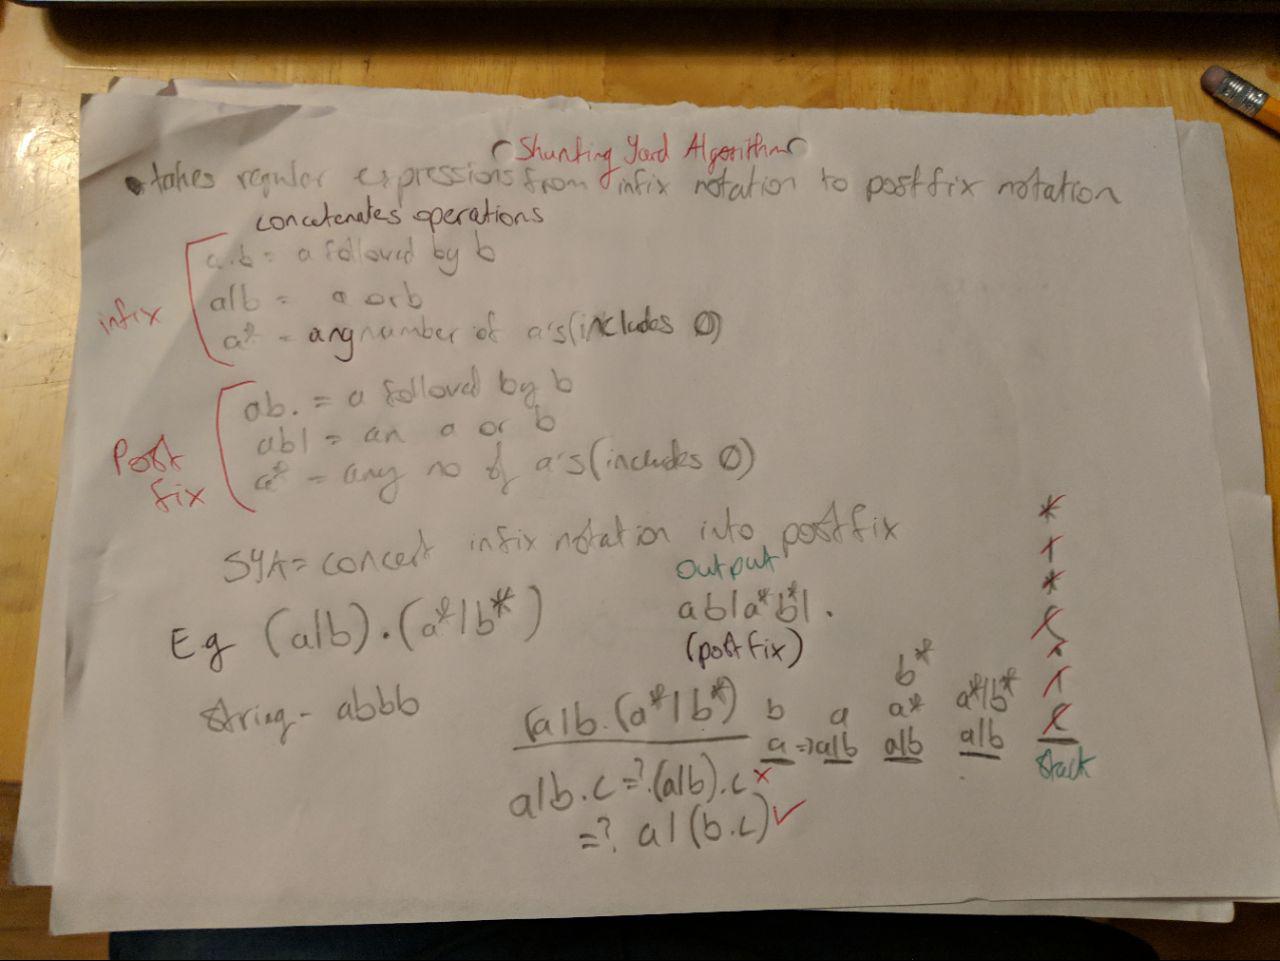 Shunting Yard Algorithm
takes regular expressions from infix notation to postfix notation
concatenates operations
infix
a.b = a followed by b
a|b = a or b
a* = any number of a's (includes 0)
Post
fix
ab. = a followed by b
ab| = an a or b
a* = any no of a's (includes 0)
SYA = convert infix notation into postfix
output
Eg (a|b).(a*|b*)
ab|a*b*|.
(postfix)
String - abbb
(a|b.(a*|b*)
b
a => a|b
a
b*
a*
a|b
a*|b*
a|b
stack
a|b.c =? (a|b).c x
=? a|(b.c) ✓